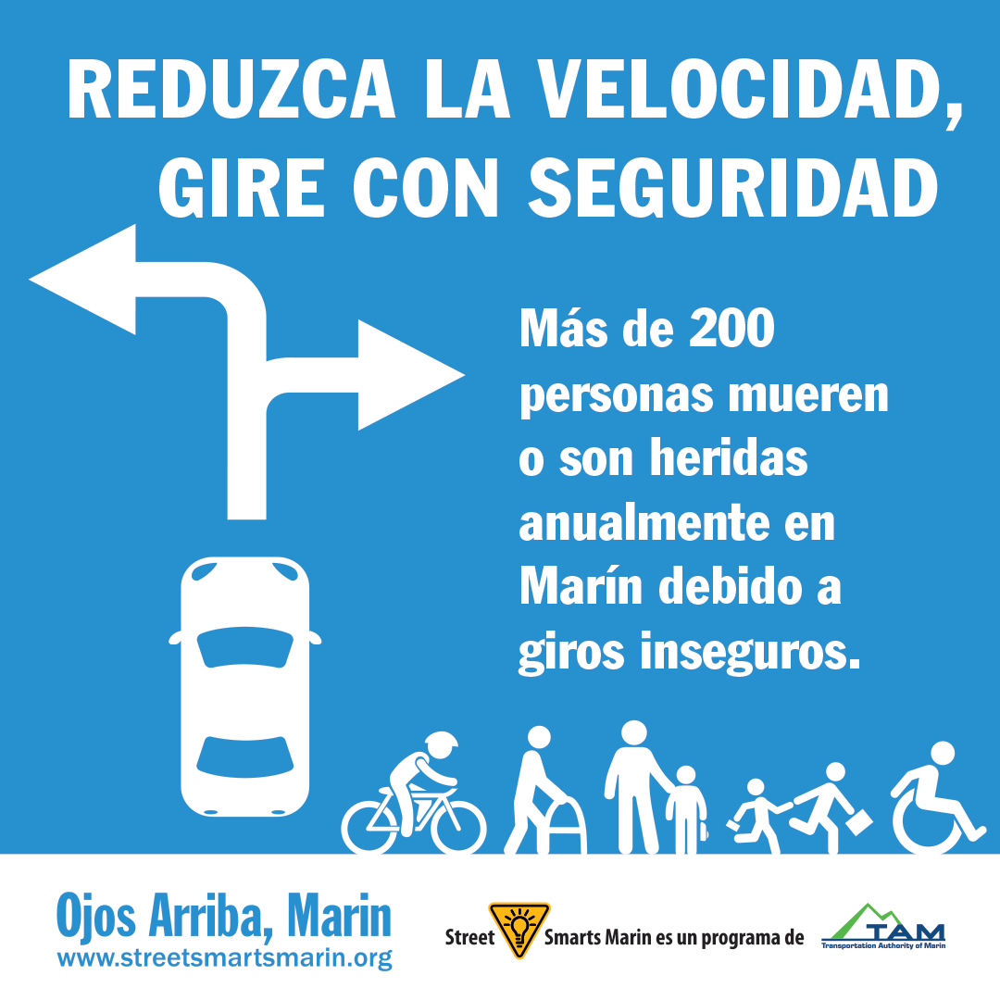 REDUZCA LA VELOCIDAD,
GIRE CON SEGURIDAD
Más de 200
personas mueren
o son heridas
anualmente en
Marín debido a
giros inseguros.
Ojos Arriba, Marin
www.streetsmartsmarin.org
Street Smarts Marin es un programa de
TAM
Transportation Authority of Marin